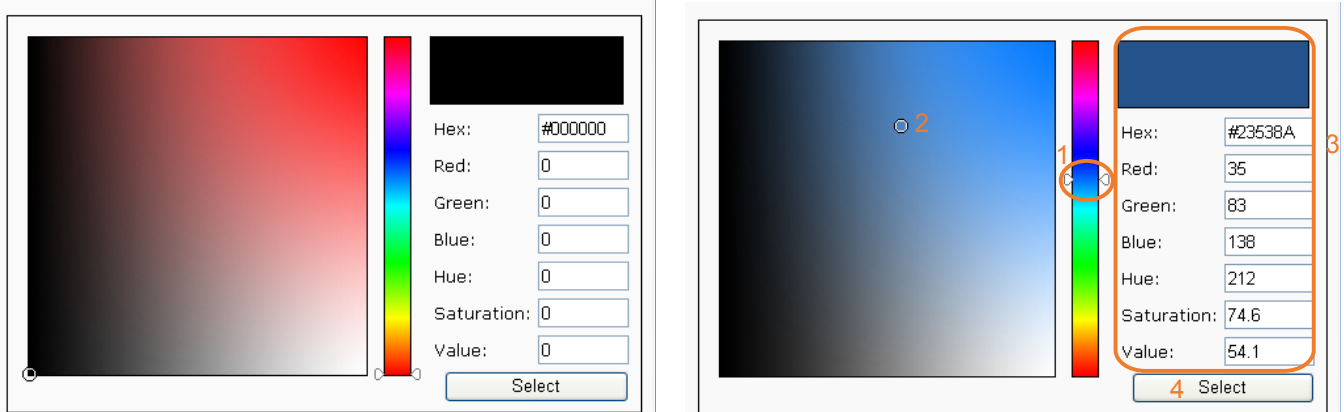 Hex: #000000
Red: 0
Green: 0
Blue: 0
Hue: 0
Saturation: 0
Value: 0
Select
2
1
3
Hex: #23538A
Red: 35
Green: 83
Blue: 138
Hue: 212
Saturation: 74.6
Value: 54.1
4 Select